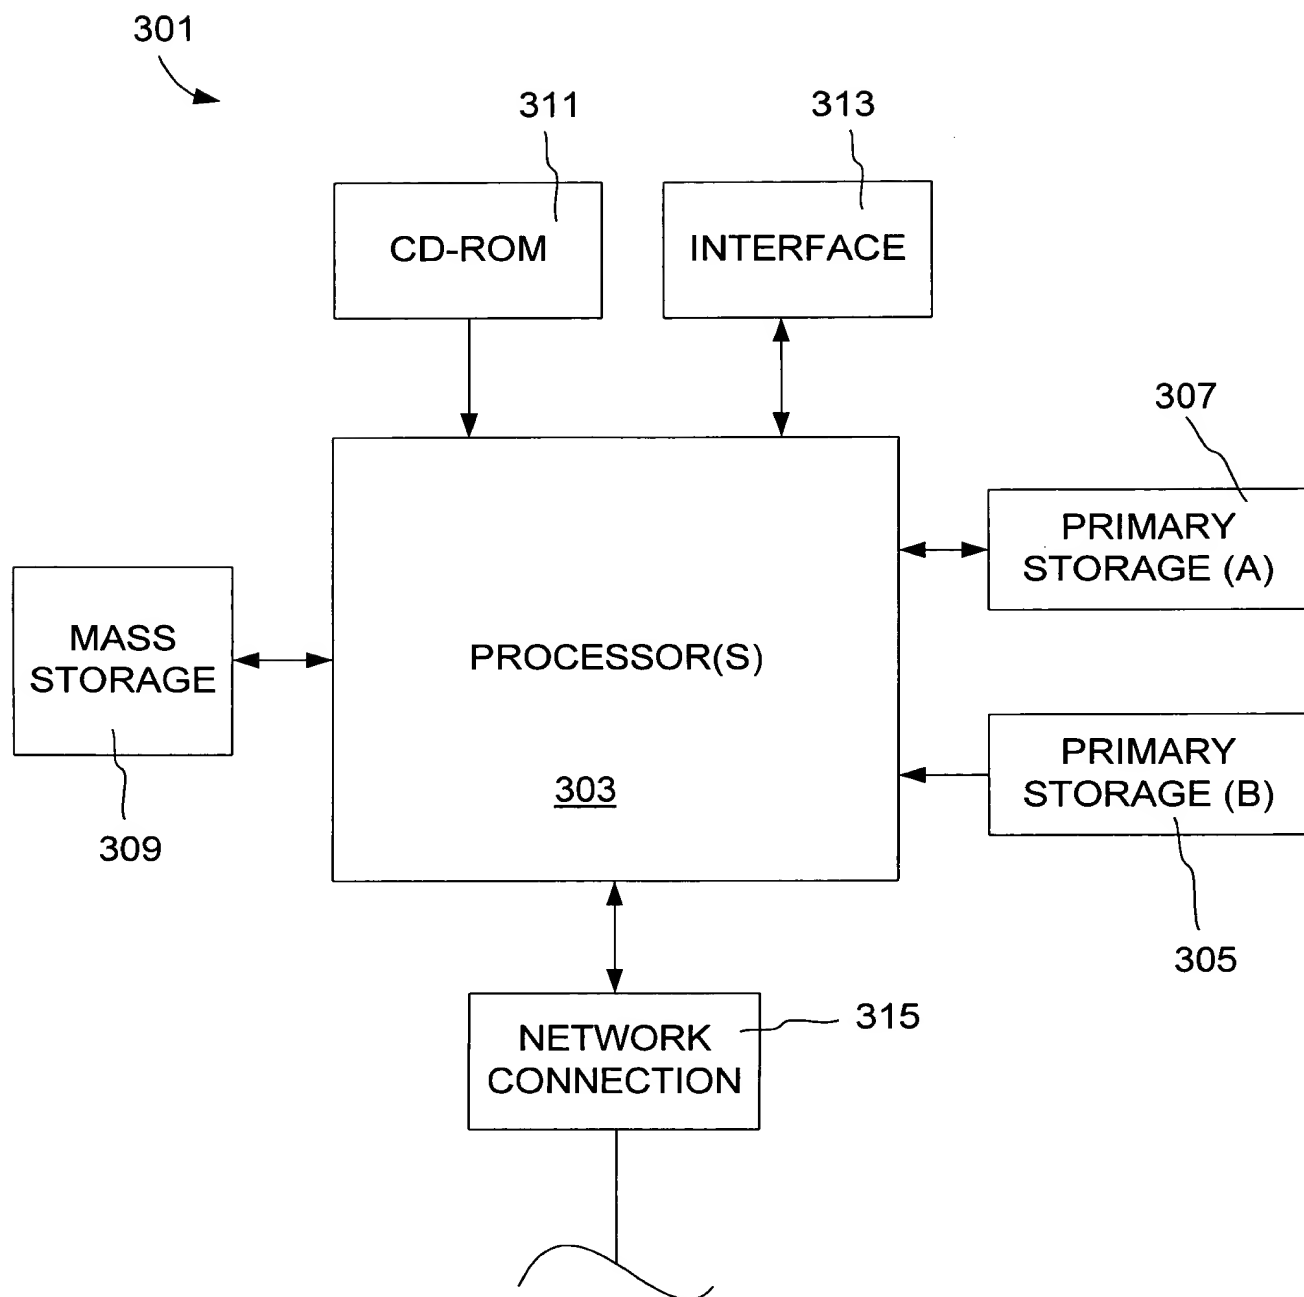 301
311
313
CD-ROM
INTERFACE
307
PRIMARY
STORAGE (A)
MASS
STORAGE
PROCESSOR(S)
303
PRIMARY
STORAGE (B)
309
305
NETWORK
CONNECTION
315